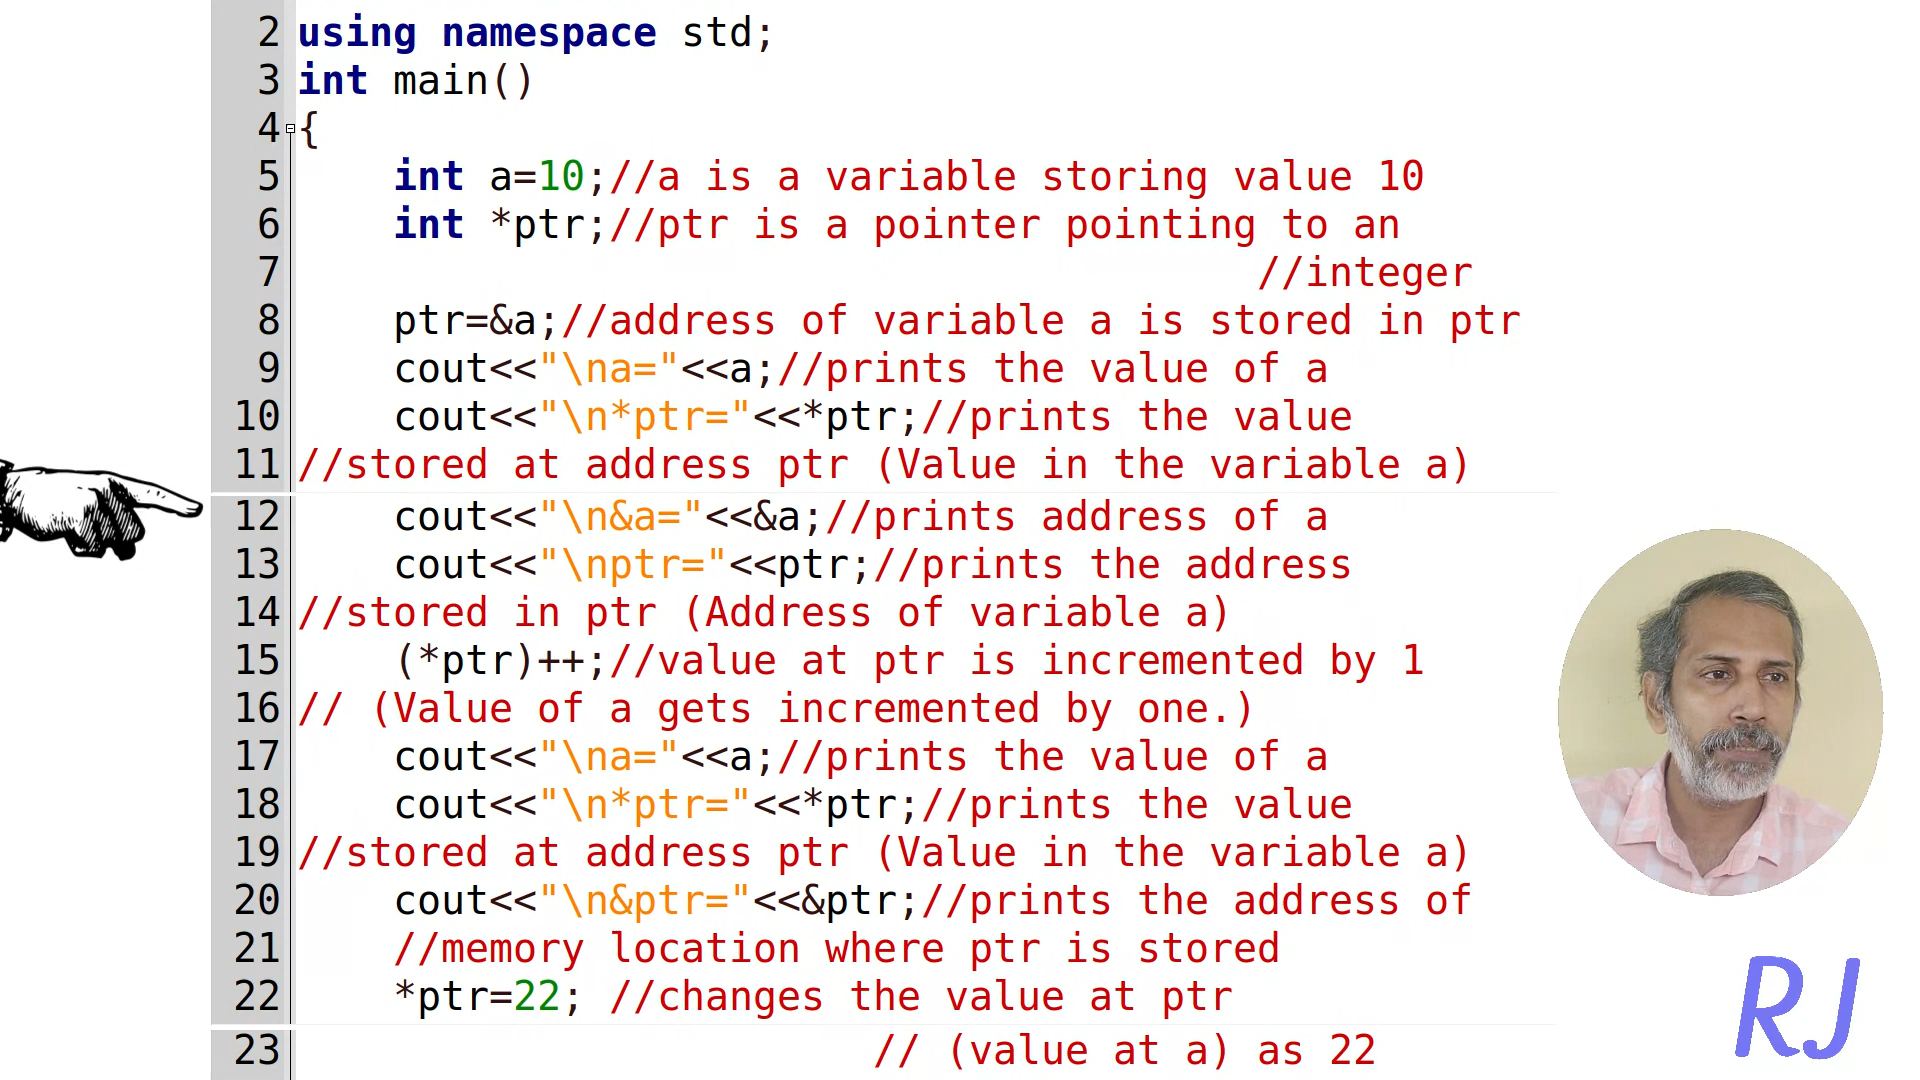 2 using namespace std;
3 int main()
4 {
5 int a=10;//a is a variable storing value 10
6 int *ptr;//ptr is a pointer pointing to an
7 //integer
8 ptr=&a;//address of variable a is stored in ptr
9 cout<<"\na="<<a;//prints the value of a
10 cout<<"\n*ptr="<<*ptr;//prints the value
11 //stored at address ptr (Value in the variable a)
12 cout<<"\n&a="<<&a;//prints address of a
13 cout<<"\nptr="<<ptr;//prints the address
14 //stored in ptr (Address of variable a)
15 (*ptr)++;//value at ptr is incremented by 1
16 // (Value of a gets incremented by one.)
17 cout<<"\na="<<a;//prints the value of a
18 cout<<"\n*ptr="<<*ptr;//prints the value
19 //stored at address ptr (Value in the variable a)
20 cout<<"\n&ptr="<<&ptr;//prints the address of
21 //memory location where ptr is stored
22 *ptr=22; //changes the value at ptr
23 // (value at a) as 22
RJ